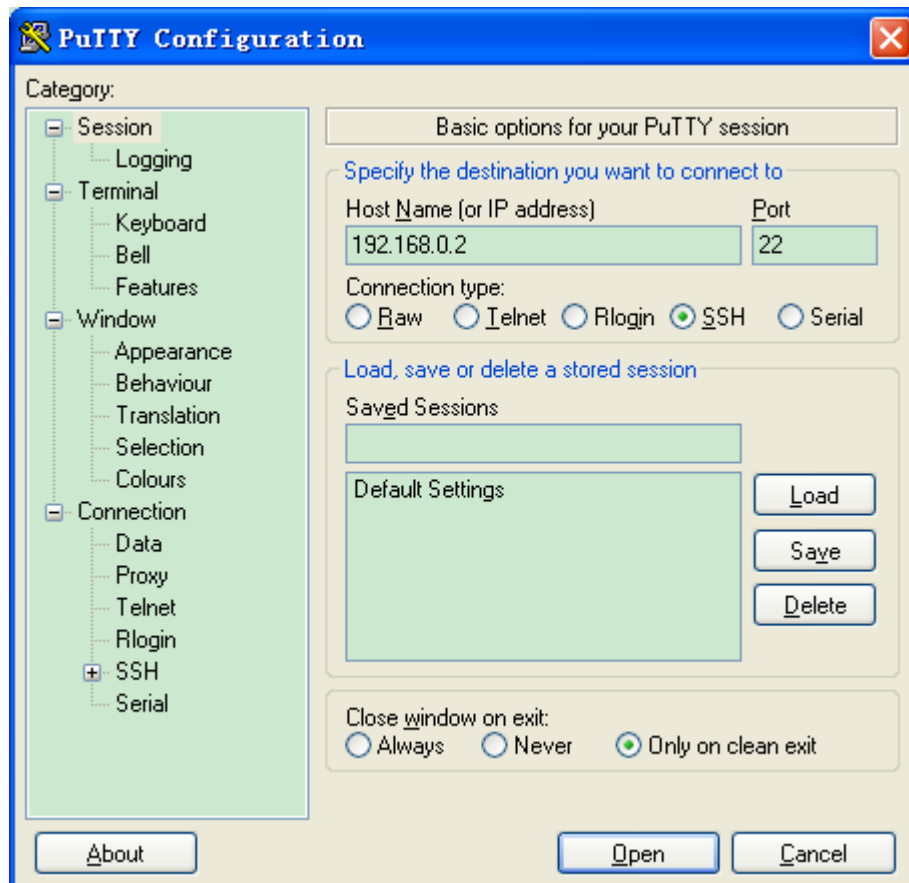 PuTTY Configuration
Category:
Session
Logging
Terminal
Keyboard
Bell
Features
Window
Appearance
Behaviour
Translation
Selection
Colours
Connection
Data
Proxy
Telnet
Rlogin
SSH
Serial
Basic options for your PuTTY session
Specify the destination you want to connect to
Host Name (or IP address) Port
192.168.0.2 22
Connection type:
Raw Telnet Rlogin SSH Serial
Load, save or delete a stored session
Saved Sessions
Default Settings
Load
Save
Delete
Close window on exit:
Always Never Only on clean exit
About Open Cancel